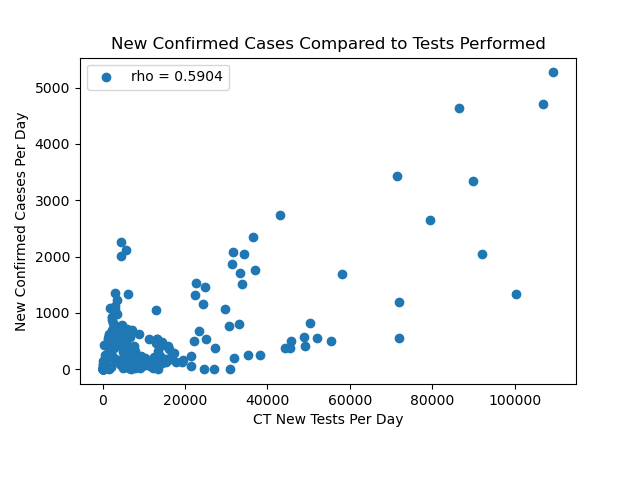 New Confirmed Cases Compared to Tests Performed
rho = 0.5904
5000
4000
3000
2000
1000
0
New Confirmed Caeses Per Day
0 20000 40000 60000 80000 100000
CT New Tests Per Day